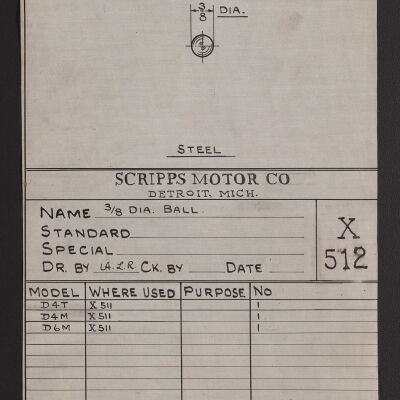 3/8 DIA.
STEEL
SCRIPPS MOTOR CO
DETROIT, MICH.
NAME 3/8 DIA. BALL.
STANDARD
SPECIAL
DR. BY L.A.L.R. CK. BY DATE
X 512
MODEL WHERE USED PURPOSE NO
D4T X 511 1
D4M X 511 1
D6M X 511 1